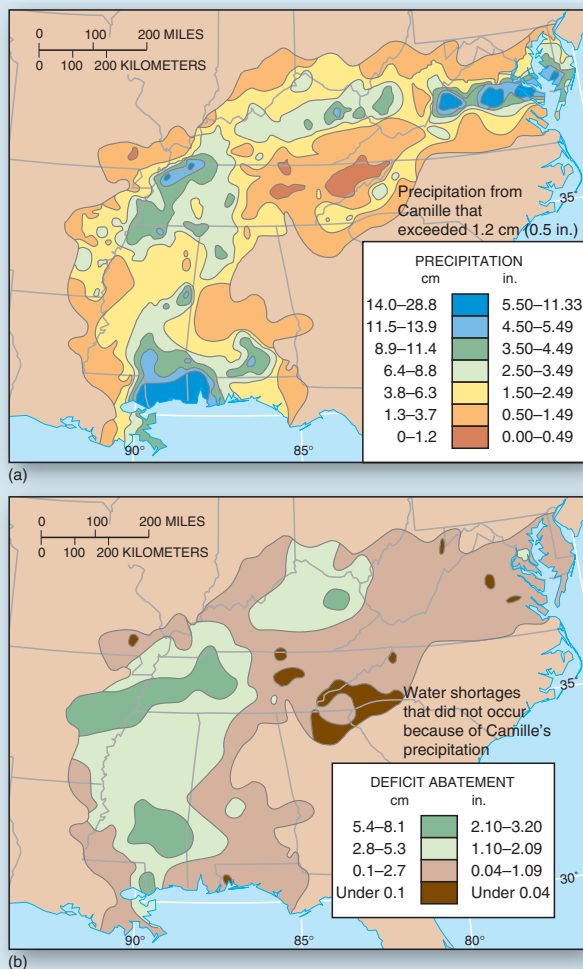 0 100 200 MILES
0 100 200 KILOMETERS
35°
Precipitation from
Camille that
exceeded 1.2 cm (0.5 in.)
PRECIPITATION
cm in.
14.0–28.8 5.50–11.33
11.5–13.9 4.50–5.49
8.9–11.4 3.50–4.49
6.4–8.8 2.50–3.49
3.8–6.3 1.50–2.49
1.3–3.7 0.50–1.49
0–1.2 0.00–0.49
90° 85°
(a)
0 100 200 MILES
0 100 200 KILOMETERS
35°
Water shortages
that did not occur
because of Camille's
precipitation
DEFICIT ABATEMENT
cm in.
5.4–8.1 2.10–3.20
2.8–5.3 1.10–2.09
0.1–2.7 0.04–1.09
Under 0.1 Under 0.04
30°
90° 85° 80°
(b)